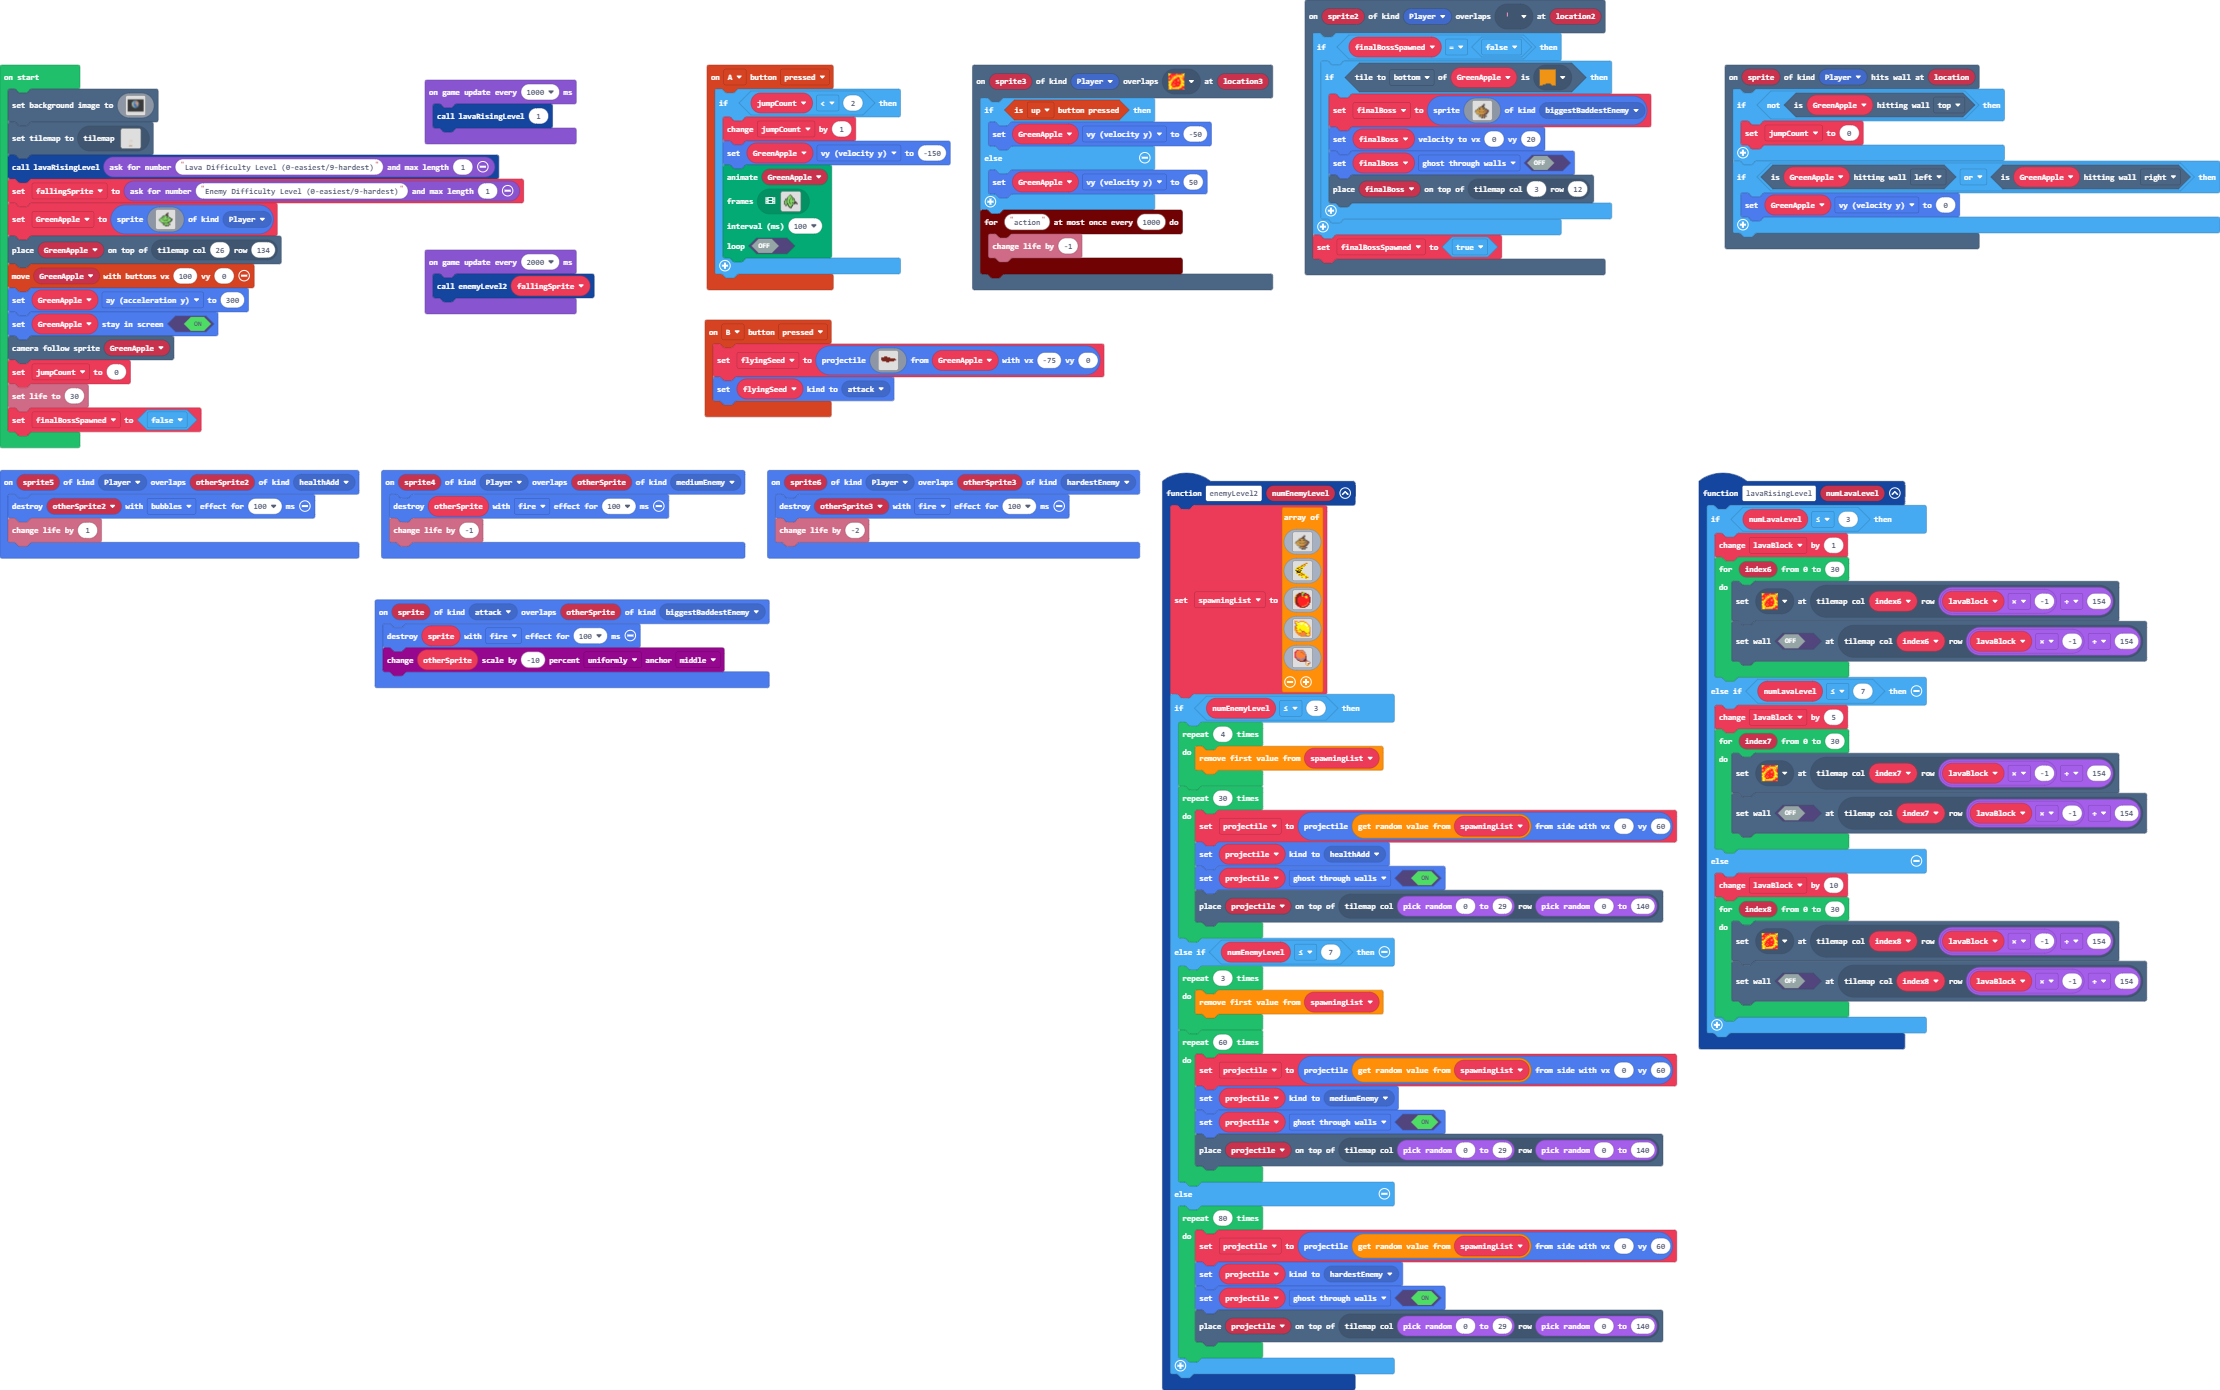 on start
set background image to
set tilemap to tilemap
call lavaRisingLevel ask for number "Lava Difficulty Level (0-easiest/9-hardest)" and max length 1
set fallingSprite to ask for number "Enemy Difficulty Level (0-easiest/9-hardest)" and max length 1
set GreenApple to sprite of kind Player
place GreenApple on top of tilemap col 26 row 134
move GreenApple with buttons vx 100 vy 0
set GreenApple ay (acceleration y) to 300
set GreenApple stay in screen ON
camera follow sprite GreenApple
set jumpCount to 0
set life to 30
set finalBossSpawned to false
on game update every 1000 ms
call lavaRisingLevel 1
on game update every 2000 ms
call enemyLevel2 fallingSprite
on A button pressed
if jumpCount < 2 then
change jumpCount by 1
set GreenApple vy (velocity y) to -150
animate GreenApple
frames
interval (ms) 100
loop OFF
on B button pressed
set flyingSeed to projectile from GreenApple with vx -75 vy 0
set flyingSeed kind to attack
on sprite3 of kind Player overlaps at location3
if is up button pressed then
set GreenApple vy (velocity y) to -50
else
set GreenApple vy (velocity y) to 50
for "action" at most once every 1000 do
change life by -1
on sprite2 of kind Player overlaps at location2
if finalBossSpawned = false then
if tile to bottom of GreenApple is then
set finalBoss to sprite of kind biggestBaddestEnemy
set finalBoss velocity to vx 0 vy 20
set finalBoss ghost through walls OFF
place finalBoss on top of tilemap col 3 row 12
set finalBossSpawned to true
on sprite of kind Player hits wall at location
if not is GreenApple hitting wall top then
set jumpCount to 0
if is GreenApple hitting wall left or is GreenApple hitting wall right then
set GreenApple vy (velocity y) to 0
on sprite5 of kind Player overlaps otherSprite2 of kind healthAdd
destroy otherSprite2 with bubbles effect for 100 ms
change life by 1
on sprite4 of kind Player overlaps otherSprite of kind mediumEnemy
destroy otherSprite with fire effect for 100 ms
change life by -1
on sprite6 of kind Player overlaps otherSprite3 of kind hardestEnemy
destroy otherSprite3 with fire effect for 100 ms
change life by -2
on sprite of kind attack overlaps otherSprite of kind biggestBaddestEnemy
destroy sprite with fire effect for 100 ms
change otherSprite scale by -10 percent uniformly anchor middle
function enemyLevel2 numEnemyLevel
array of
set spawningList to
if numEnemyLevel ≤ 3 then
repeat 4 times
do
remove first value from spawningList
repeat 30 times
do
set projectile to projectile get random value from spawningList from side with vx 0 vy 60
set projectile kind to healthAdd
set projectile ghost through walls ON
place projectile on top of tilemap col pick random 0 to 29 row pick random 0 to 140
else if numEnemyLevel ≤ 7 then
repeat 3 times
do
remove first value from spawningList
repeat 60 times
do
set projectile to projectile get random value from spawningList from side with vx 0 vy 60
set projectile kind to mediumEnemy
set projectile ghost through walls ON
place projectile on top of tilemap col pick random 0 to 29 row pick random 0 to 140
else
repeat 80 times
do
set projectile to projectile get random value from spawningList from side with vx 0 vy 60
set projectile kind to hardestEnemy
set projectile ghost through walls ON
place projectile on top of tilemap col pick random 0 to 29 row pick random 0 to 140
function lavaRisingLevel numLavaLevel
if numLavaLevel ≤ 3 then
change lavaBlock by 1
for index6 from 0 to 30
do
set at tilemap col index6 row lavaBlock × -1 + 154
set wall OFF at tilemap col index6 row lavaBlock × -1 + 154
else if numLavaLevel ≤ 7 then
change lavaBlock by 5
for index7 from 0 to 30
do
set at tilemap col index7 row lavaBlock × -1 + 154
set wall OFF at tilemap col index7 row lavaBlock × -1 + 154
else
change lavaBlock by 10
for index8 from 0 to 30
do
set at tilemap col index8 row lavaBlock × -1 + 154
set wall OFF at tilemap col index8 row lavaBlock × -1 + 154